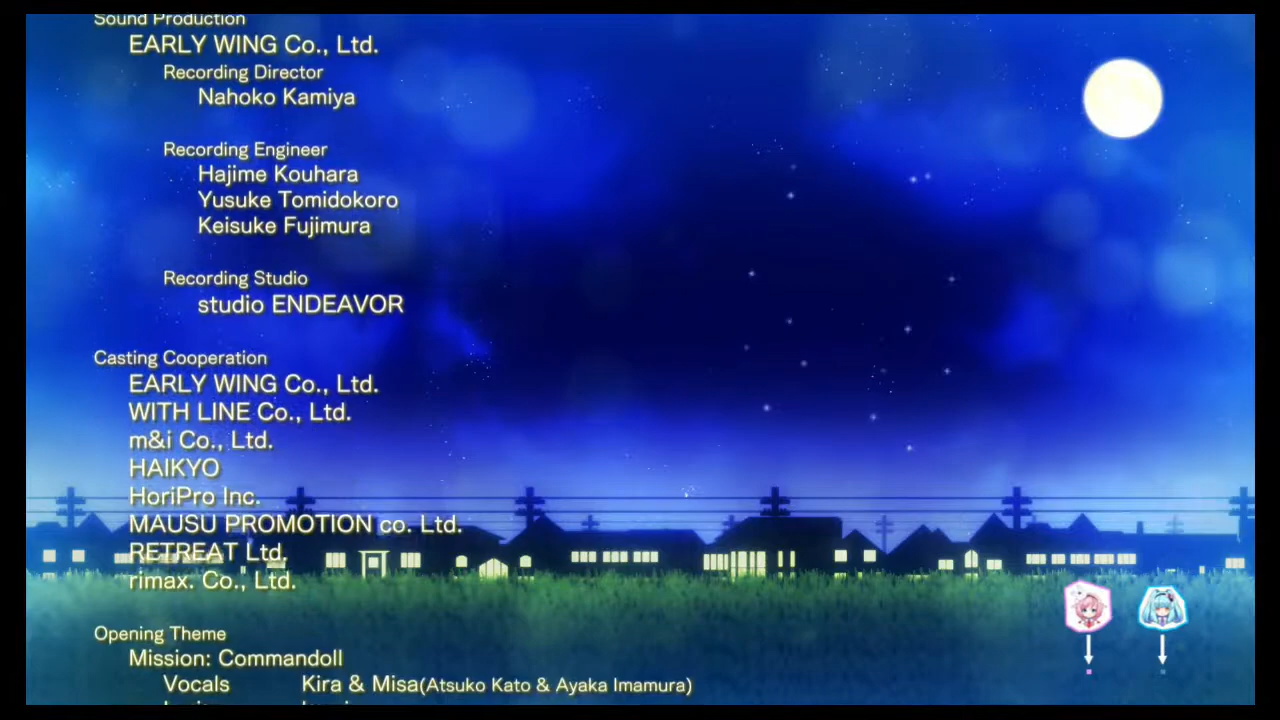 Sound Production
EARLY WING Co., Ltd.
Recording Director
Nahoko Kamiya
Recording Engineer
Hajime Kouhara
Yusuke Tomidokoro
Keisuke Fujimura
Recording Studio
studio ENDEAVOR
Casting Cooperation
EARLY WING Co., Ltd.
WITH LINE Co., Ltd.
m&i Co., Ltd.
HAIKYO
HoriPro Inc.
MAUSU PROMOTION co. Ltd.
RETREAT Ltd.
rimax. Co., Ltd.
Opening Theme
Mission: Commandoll
Vocals Kira & Misa(Atsuko Kato & Ayaka Imamura)